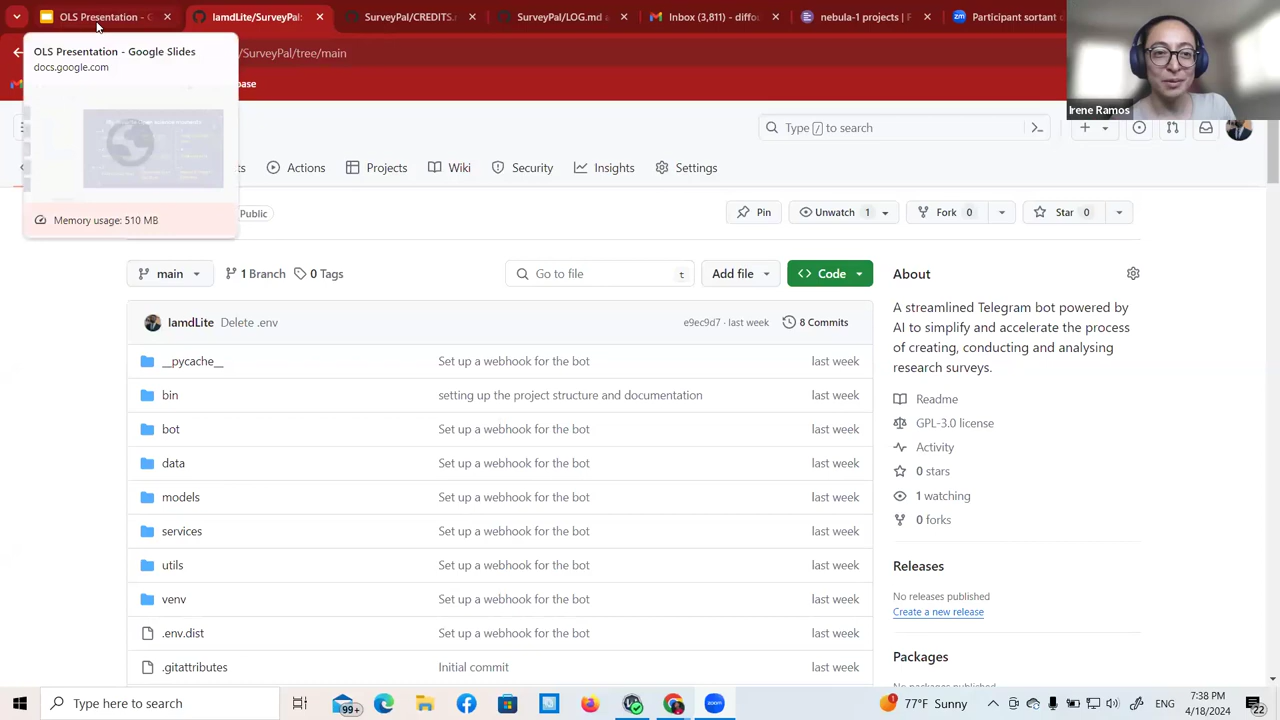 OLS Presentation - G
IamdLite/SurveyPal:
SurveyPal/CREDITS.
SurveyPal/LOG.md a
Inbox (3,811) - diffo
nebula-1 projects | P
Participant sortant d
OLS Presentation - Google Slides
docs.google.com
/SurveyPal/tree/main
base
Memory usage: 510 MB
Irene Ramos
Type / to search
ts
Actions
Projects
Wiki
Security
Insights
Settings
Public
Pin
Unwatch 1
Fork 0
Star 0
main
1 Branch
0 Tags
Go to file
t
Add file
<> Code
IamdLite Delete .env
e9ec9d7 · last week
8 Commits
__pycache__ Set up a webhook for the bot last week
bin setting up the project structure and documentation last week
bot Set up a webhook for the bot last week
data Set up a webhook for the bot last week
models Set up a webhook for the bot last week
services Set up a webhook for the bot last week
utils Set up a webhook for the bot last week
venv Set up a webhook for the bot last week
.env.dist Set up a webhook for the bot last week
.gitattributes Initial commit last week
About
A streamlined Telegram bot powered by
AI to simplify and accelerate the process
of creating, conducting and analysing
research surveys.
Readme
GPL-3.0 license
Activity
0 stars
1 watching
0 forks
Releases
No releases published
Create a new release
Packages
Type here to search
99+
77°F Sunny
ENG
7:38 PM
4/18/2024
22